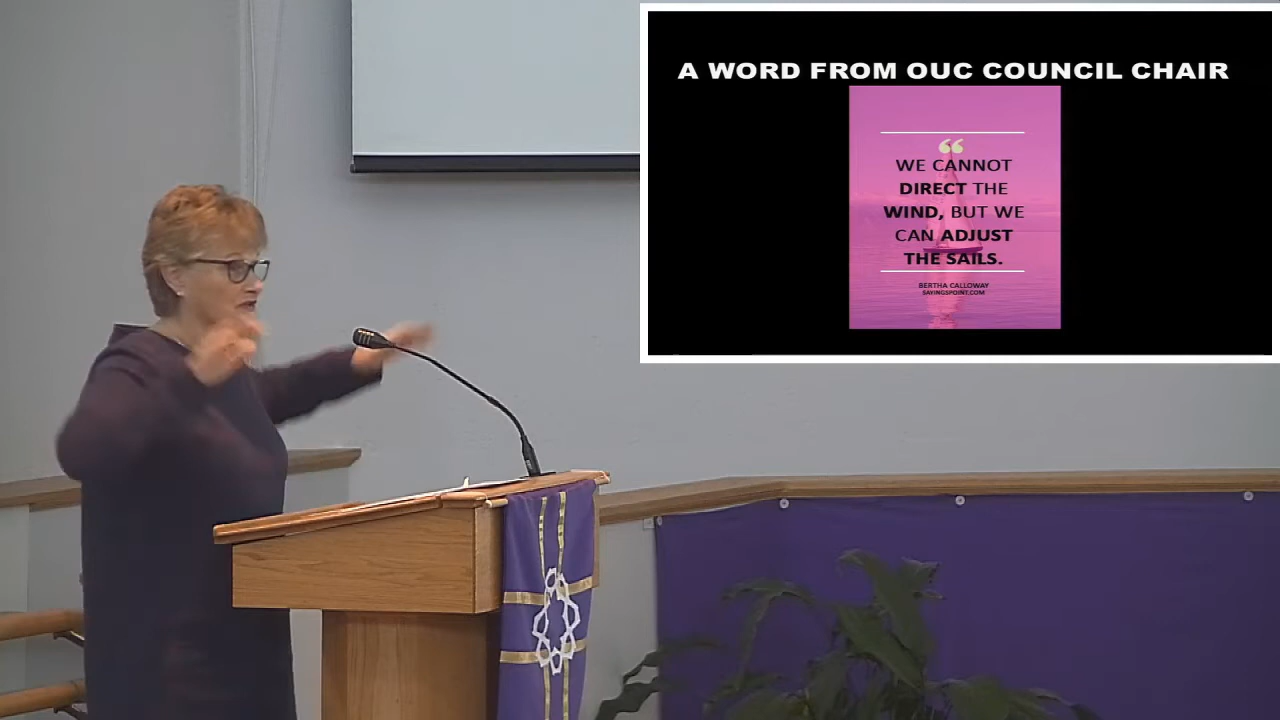 A WORD FROM OUC COUNCIL CHAIR
“
WE CANNOT
DIRECT THE
WIND, BUT WE
CAN ADJUST
THE SAILS.
BERTHA CALLOWAY
SAYINGSPOINT.COM